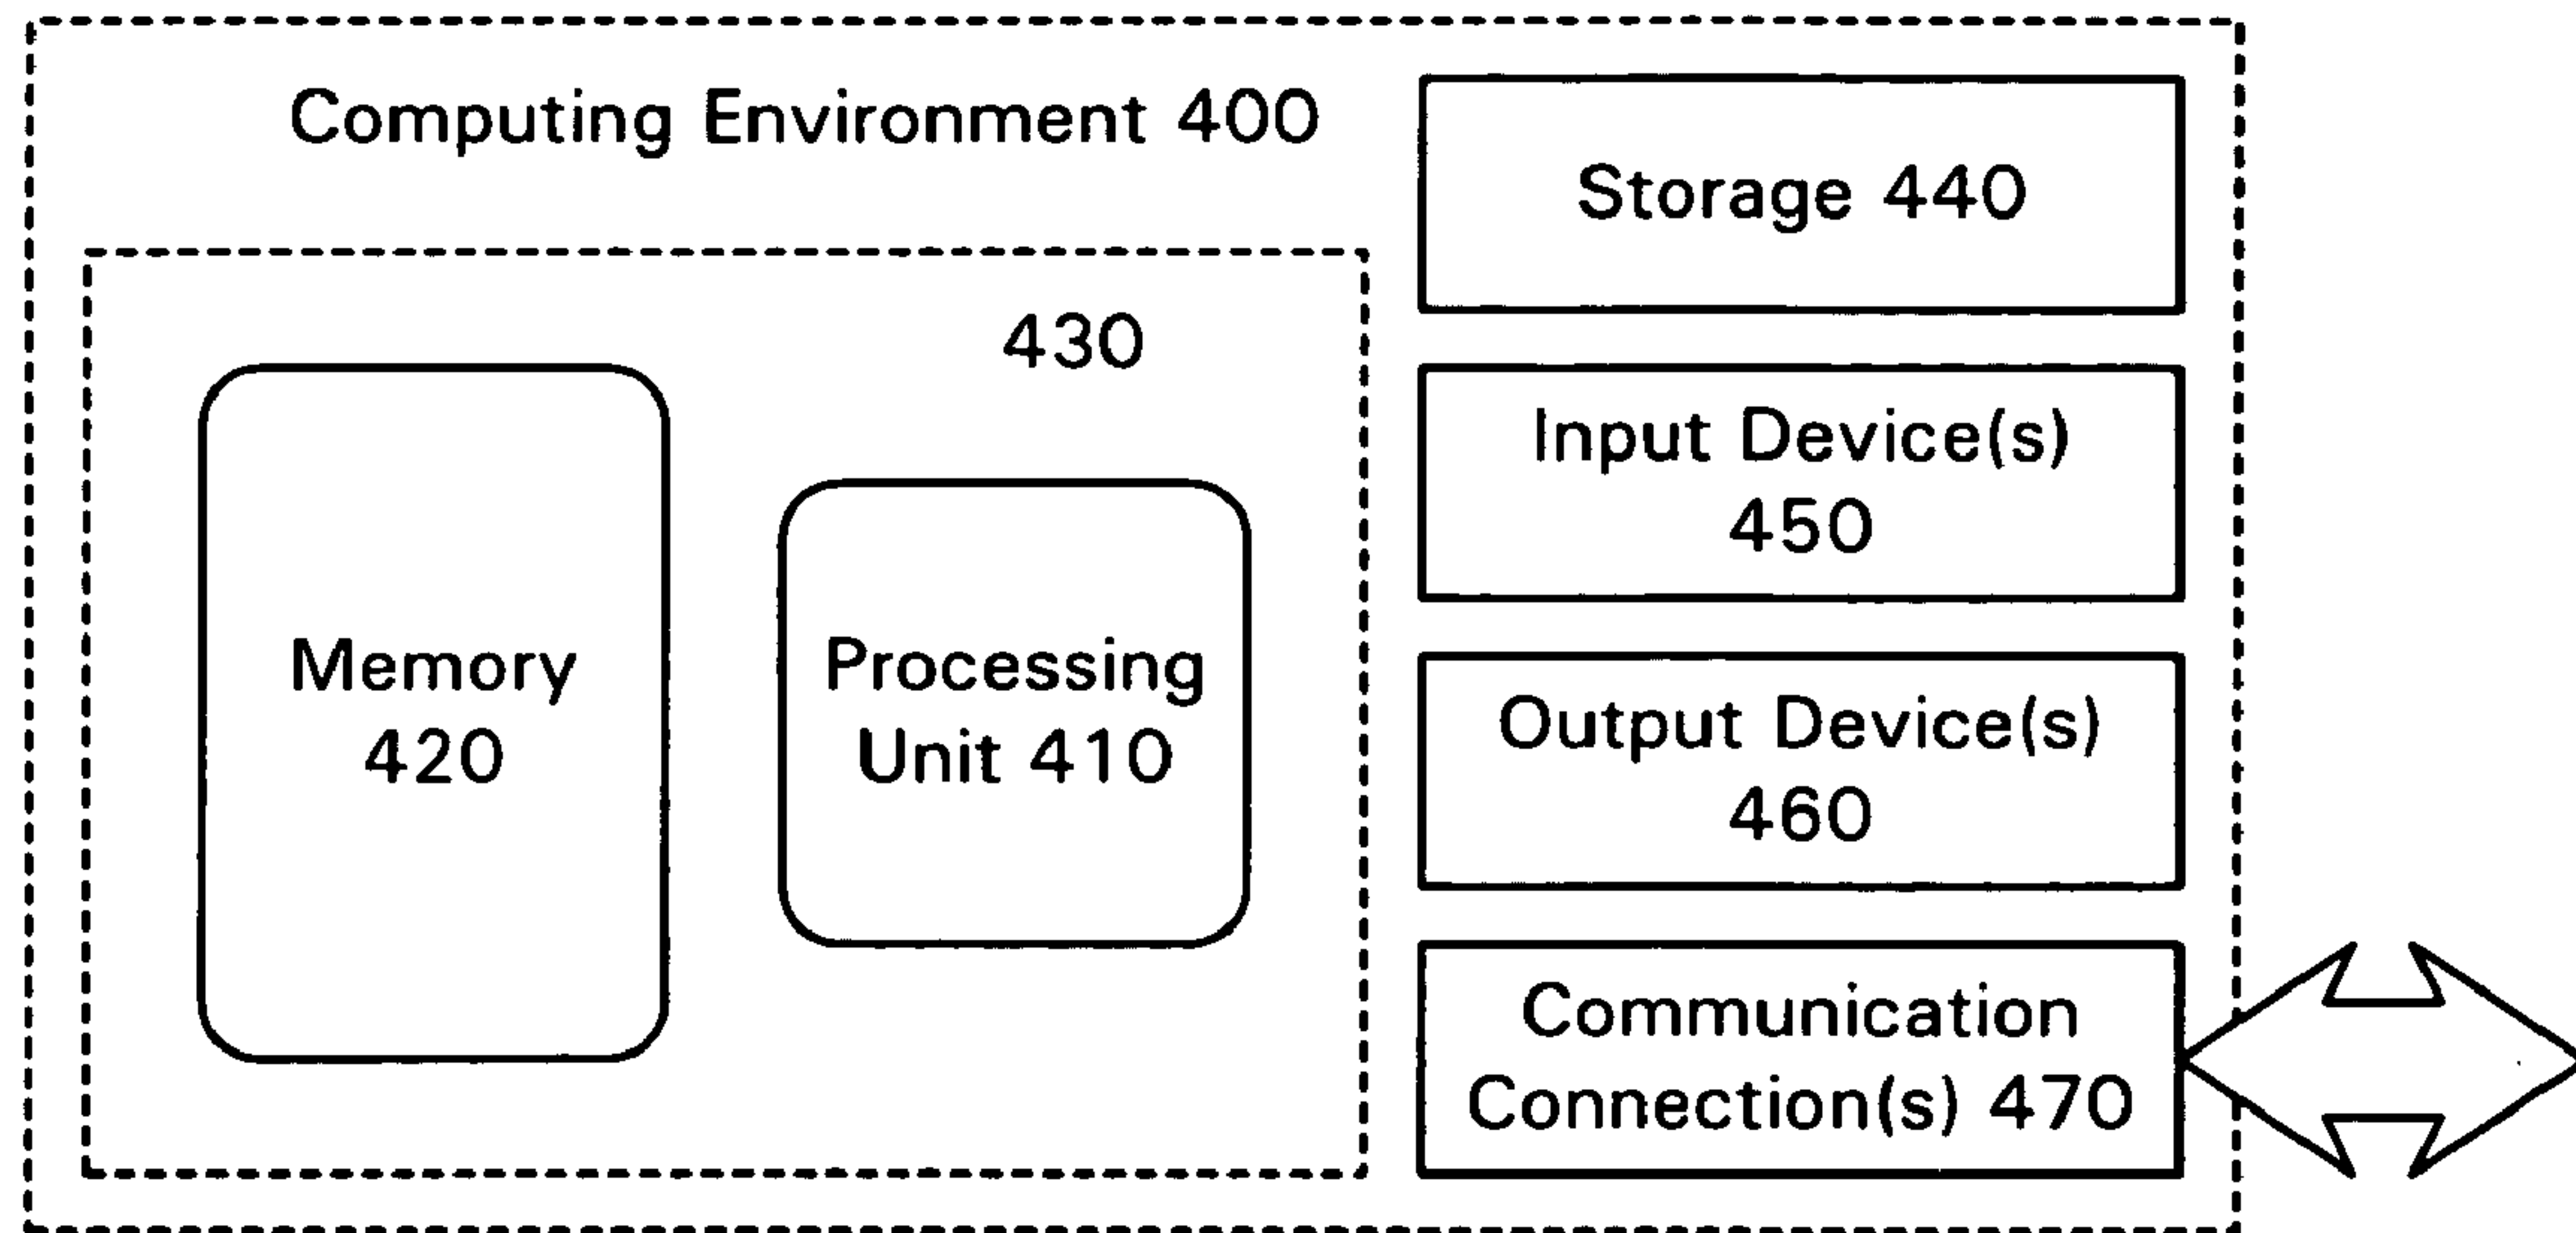 Computing Environment 400
430
Memory
420
Processing
Unit 410
Storage 440
Input Device(s)
450
Output Device(s)
460
Communication
Connection(s) 470